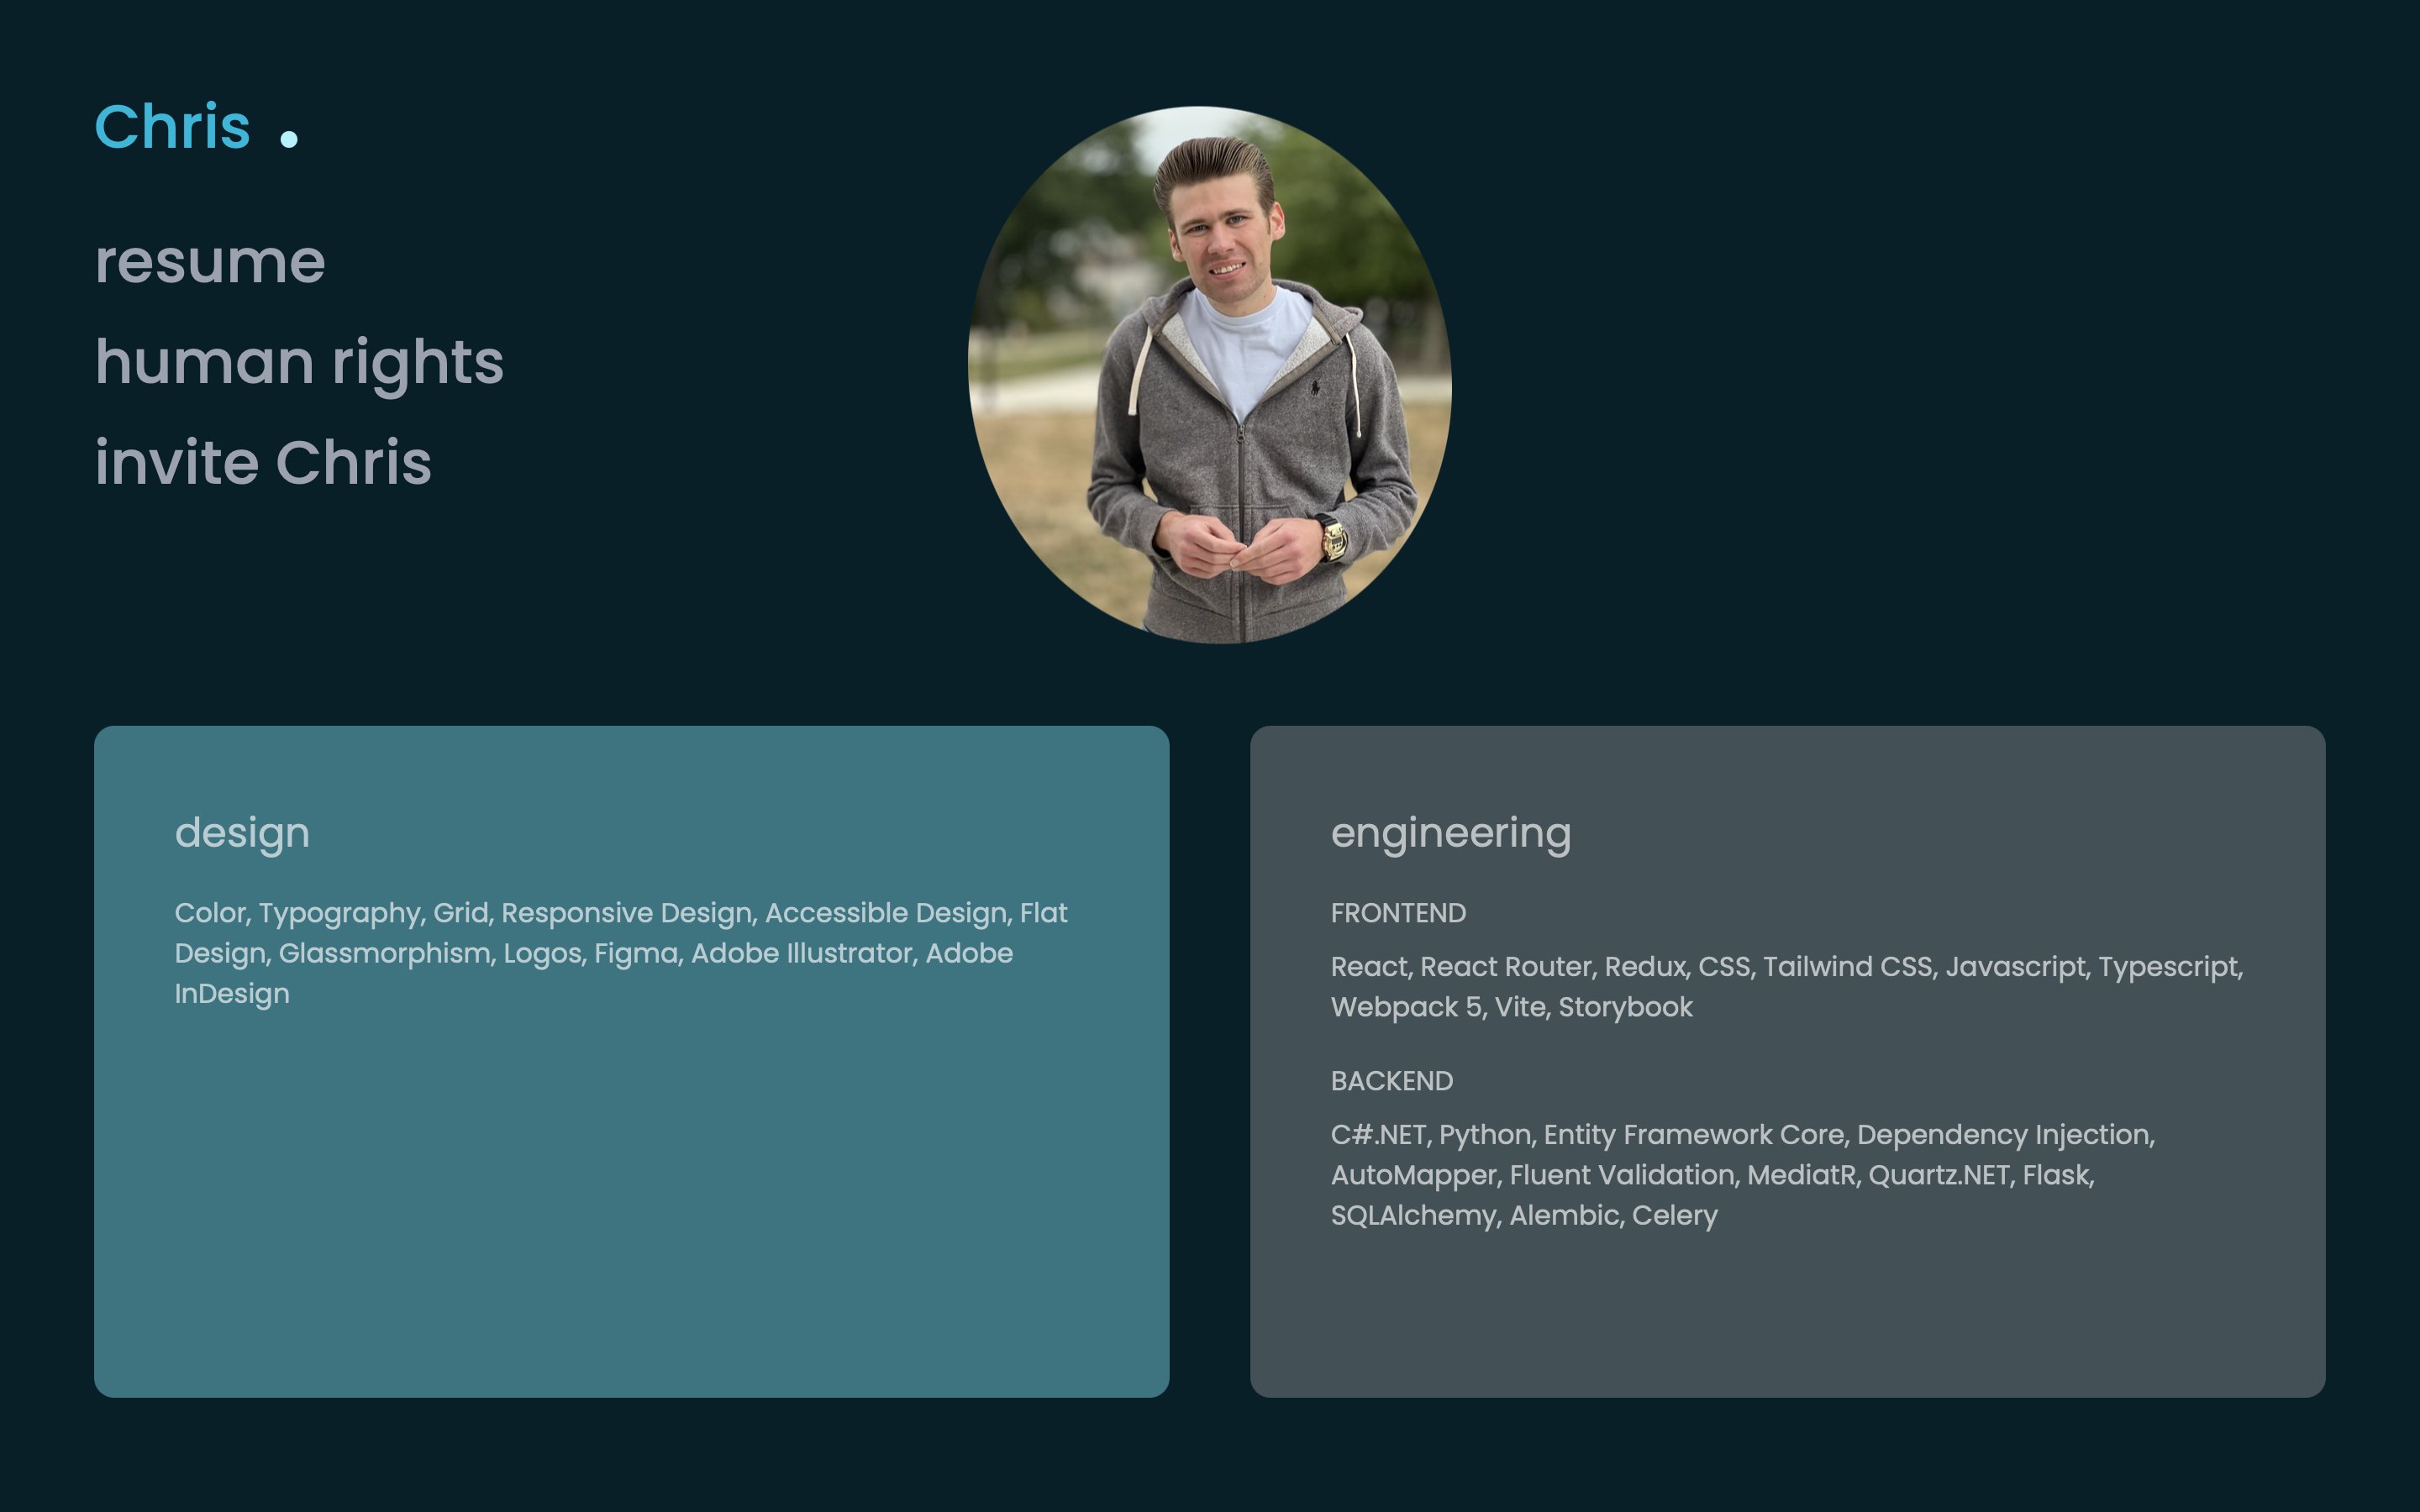 Chris .
resume
human rights
invite Chris
design
Color, Typography, Grid, Responsive Design, Accessible Design, Flat
Design, Glassmorphism, Logos, Figma, Adobe Illustrator, Adobe
InDesign
engineering
FRONTEND
React, React Router, Redux, CSS, Tailwind CSS, Javascript, Typescript,
Webpack 5, Vite, Storybook
BACKEND
C#.NET, Python, Entity Framework Core, Dependency Injection,
AutoMapper, Fluent Validation, MediatR, Quartz.NET, Flask,
SQLAlchemy, Alembic, Celery